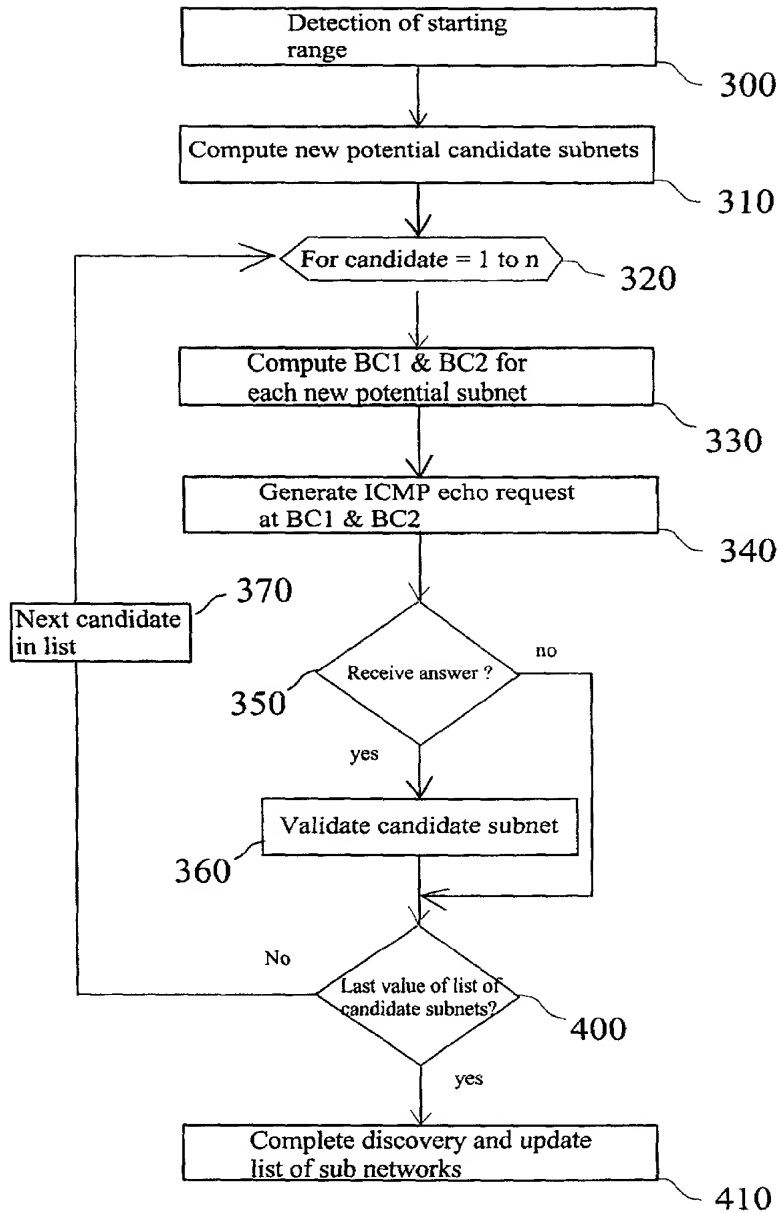 Detection of starting
range
300
Compute new potential candidate subnets
310
For candidate = 1 to n
320
Compute BC1 & BC2 for
each new potential subnet
330
Generate ICMP echo request
at BC1 & BC2
340
370
Next candidate
in list
Receive answer ?
no
350
yes
Validate candidate subnet
360
No
Last value of list of
candidate subnets?
400
yes
Complete discovery and update
list of sub networks
410